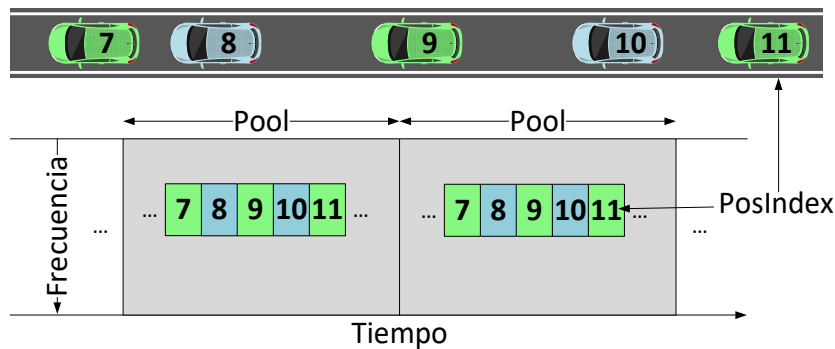 7 8 9 10 11
Pool Pool
Frecuencia
... 7 8 9 10 11 ... ... 7 8 9 10 11 ...
PosIndex
... ...
Tiempo